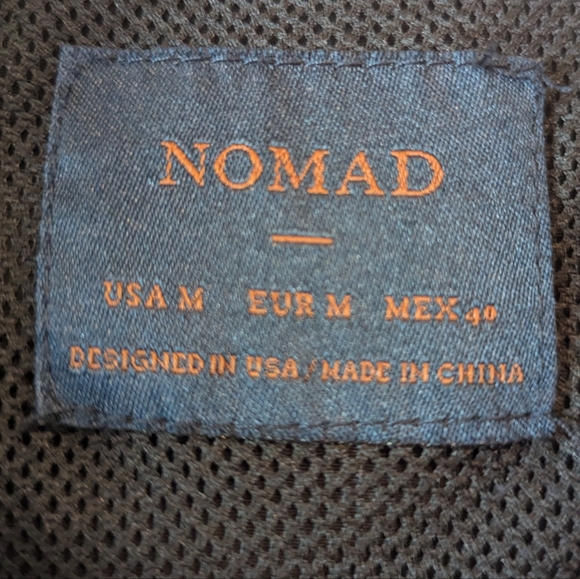 NOMAD
USA M EUR M MEX 40
DESIGNED IN USA / MADE IN CHINA